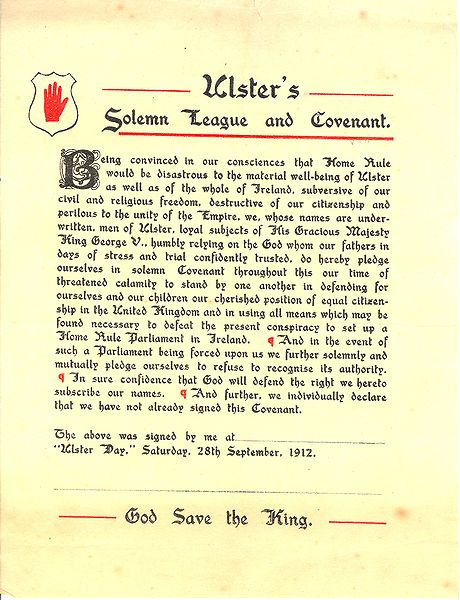 Ulster's
Solemn League and Covenant.
Being convinced in our consciences that Home Rule
would be disastrous to the material well-being of Ulster
as well as of the whole of Ireland, subversive of our
civil and religious freedom, destructive of our citizenship and
perilous to the unity of the Empire, we, whose names are under-
written, men of Ulster, loyal subjects of His Gracious Majesty
King George V., humbly relying on the God whom our fathers in
days of stress and trial confidently trusted, do hereby pledge
ourselves in solemn Covenant throughout this our time of
threatened calamity to stand by one another in defending for
ourselves and our children our cherished position of equal citizen-
ship in the United Kingdom and in using all means which may be
found necessary to defeat the present conspiracy to set up a
Home Rule Parliament in Ireland. ¶ And in the event of
such a Parliament being forced upon us we further solemnly and
mutually pledge ourselves to refuse to recognise its authority.
¶ In sure confidence that God will defend the right we hereto
subscribe our names. ¶ And further, we individually declare
that we have not already signed this Covenant.
The above was signed by me at
"Ulster Day," Saturday, 28th September, 1912.
God Save the King.